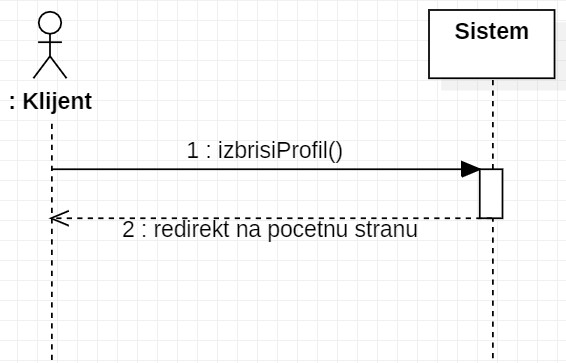 Sistem
: Klijent
1 : izbrisiProfil()
2 : redirekt na pocetnu stranu